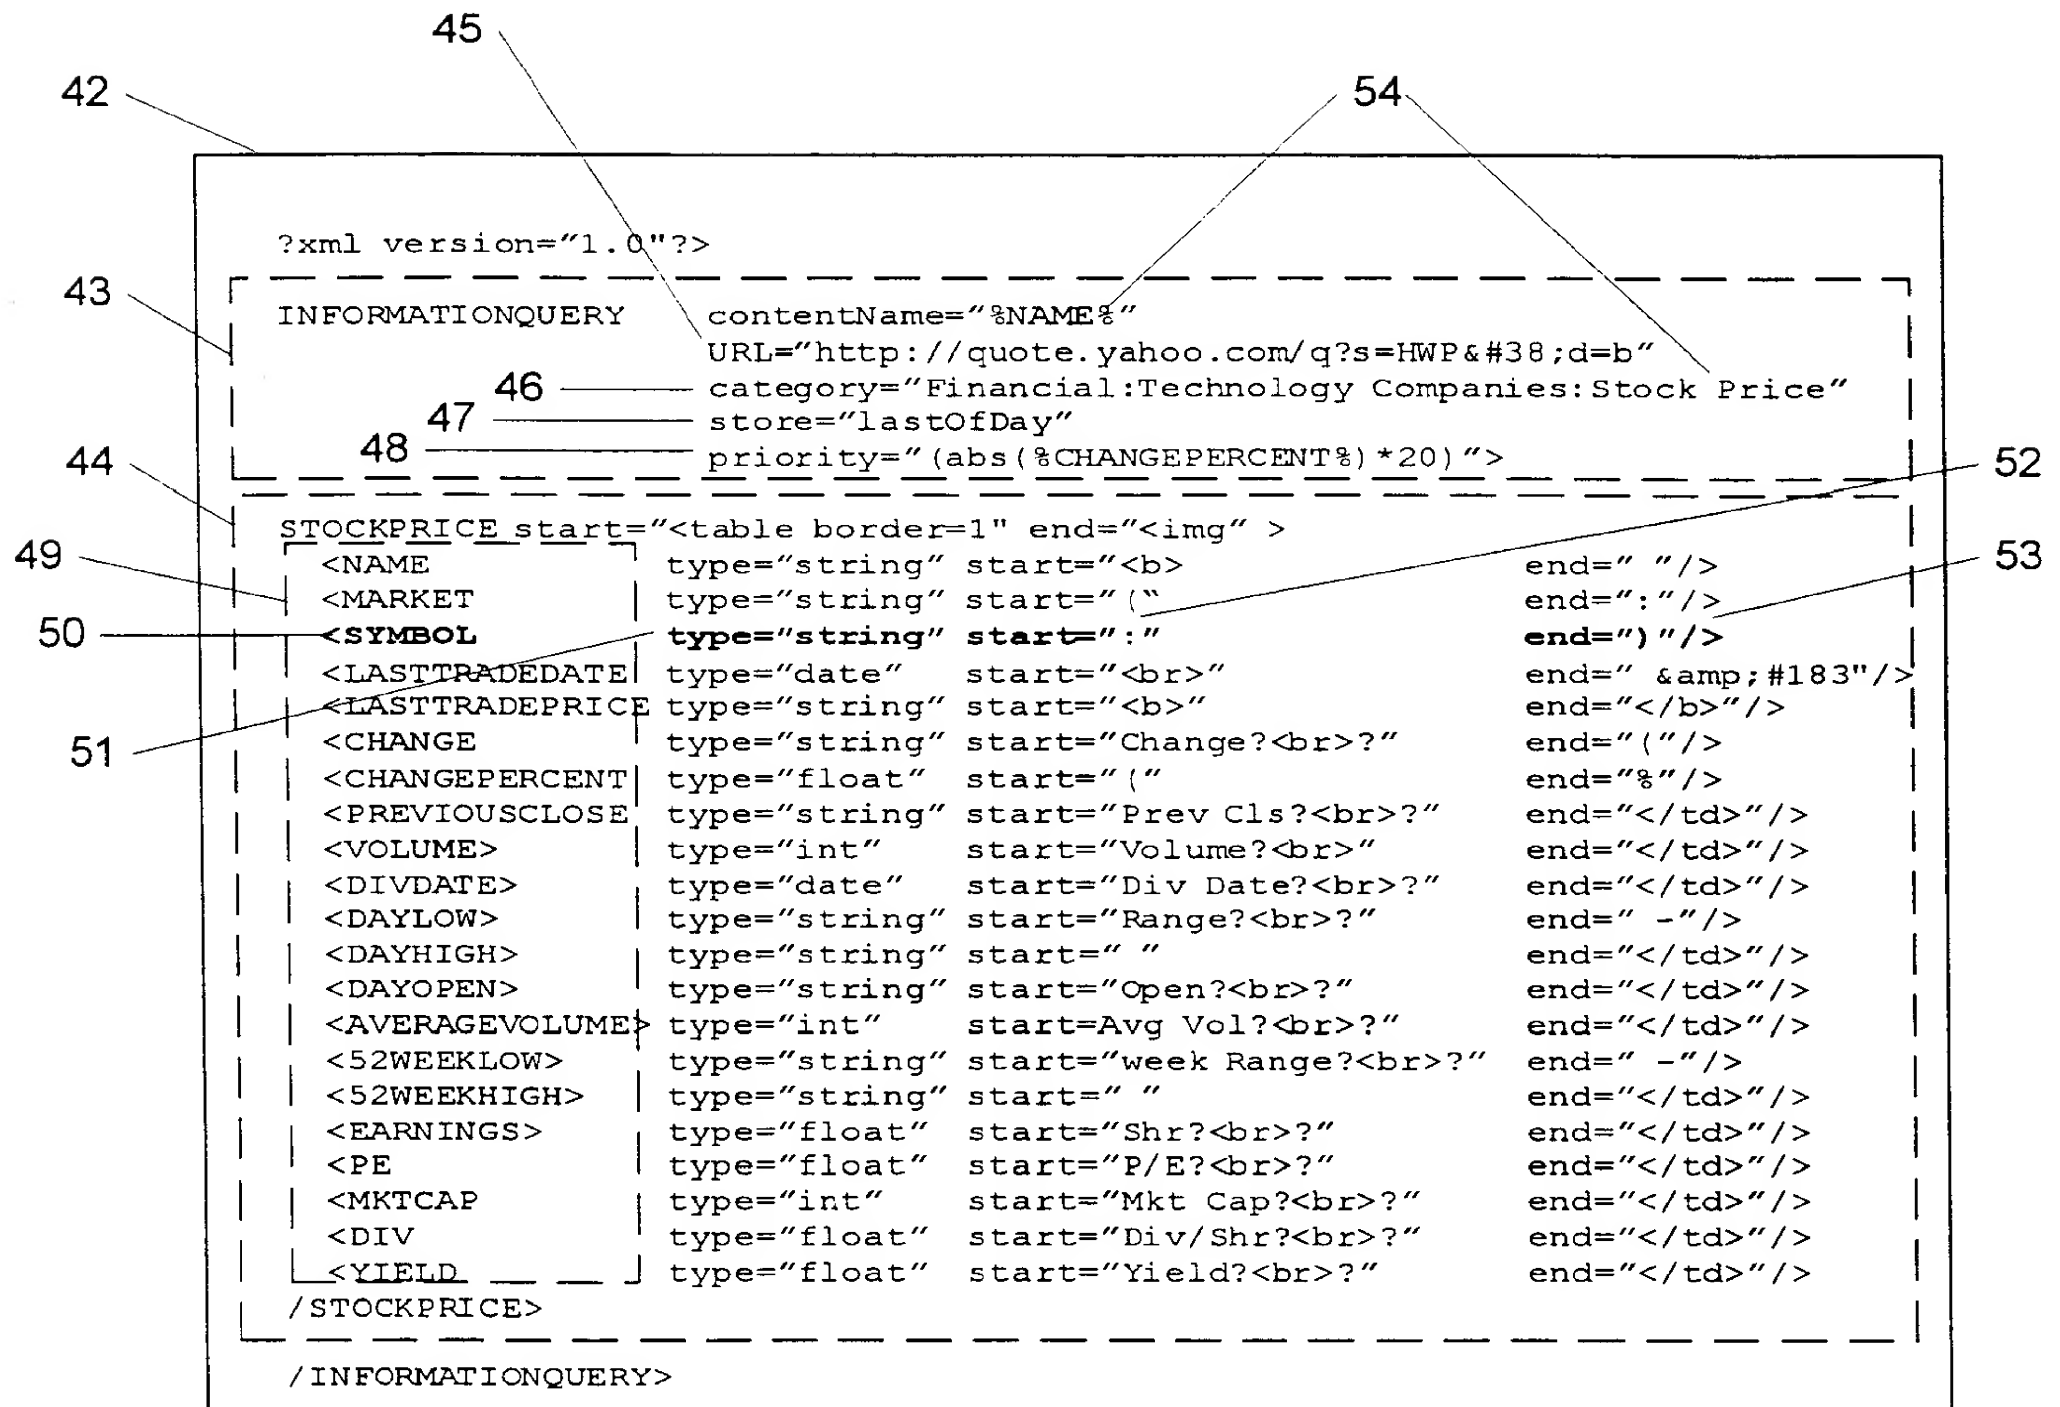 45
42
54
?xml version="1.0"?>
43
INFORMATIONQUERY contentName="%NAME%"
URL="http://quote.yahoo.com/q?s=HWP&#38;d=b"
46 category="Financial:Technology Companies:Stock Price"
47 store="lastOfDay"
48 priority="(abs(%CHANGEPERCENT%)*20)">
44
52
STOCKPRICE start="<table border=1" end="<img" >
49 <NAME type="string" start="<b> end=" "/>
53
<MARKET type="string" start="(" end=":"/>
50 <SYMBOL type="string" start=":" end=")"/>
<LASTTRADEDATE type="date" start="<br>" end=" &amp;#183"/>
<LASTTRADEPRICE type="string" start="<b>" end="</b>"/>
51 <CHANGE type="string" start="Change?<br>?" end="("/>
<CHANGEPERCENT type="float" start="(" end="%"/>
<PREVIOUSCLOSE type="string" start="Prev Cls?<br>?" end="</td>"/>
<VOLUME> type="int" start="Volume?<br>" end="</td>"/>
<DIVDATE> type="date" start="Div Date?<br>?" end="</td>"/>
<DAYLOW> type="string" start="Range?<br>?" end=" -"/>
<DAYHIGH> type="string" start=" " end="</td>"/>
<DAYOPEN> type="string" start="Open?<br>?" end="</td>"/>
<AVERAGEVOLUME> type="int" start=Avg Vol?<br>?" end="</td>"/>
<52WEEKLOW> type="string" start="week Range?<br>?" end=" -"/>
<52WEEKHIGH> type="string" start=" " end="</td>"/>
<EARNINGS> type="float" start="Shr?<br>?" end="</td>"/>
<PE type="float" start="P/E?<br>?" end="</td>"/>
<MKTCAP type="int" start="Mkt Cap?<br>?" end="</td>"/>
<DIV type="float" start="Div/Shr?<br>?" end="</td>"/>
<YIELD type="float" start="Yield?<br>?" end="</td>"/>
/STOCKPRICE>
/INFORMATIONQUERY>